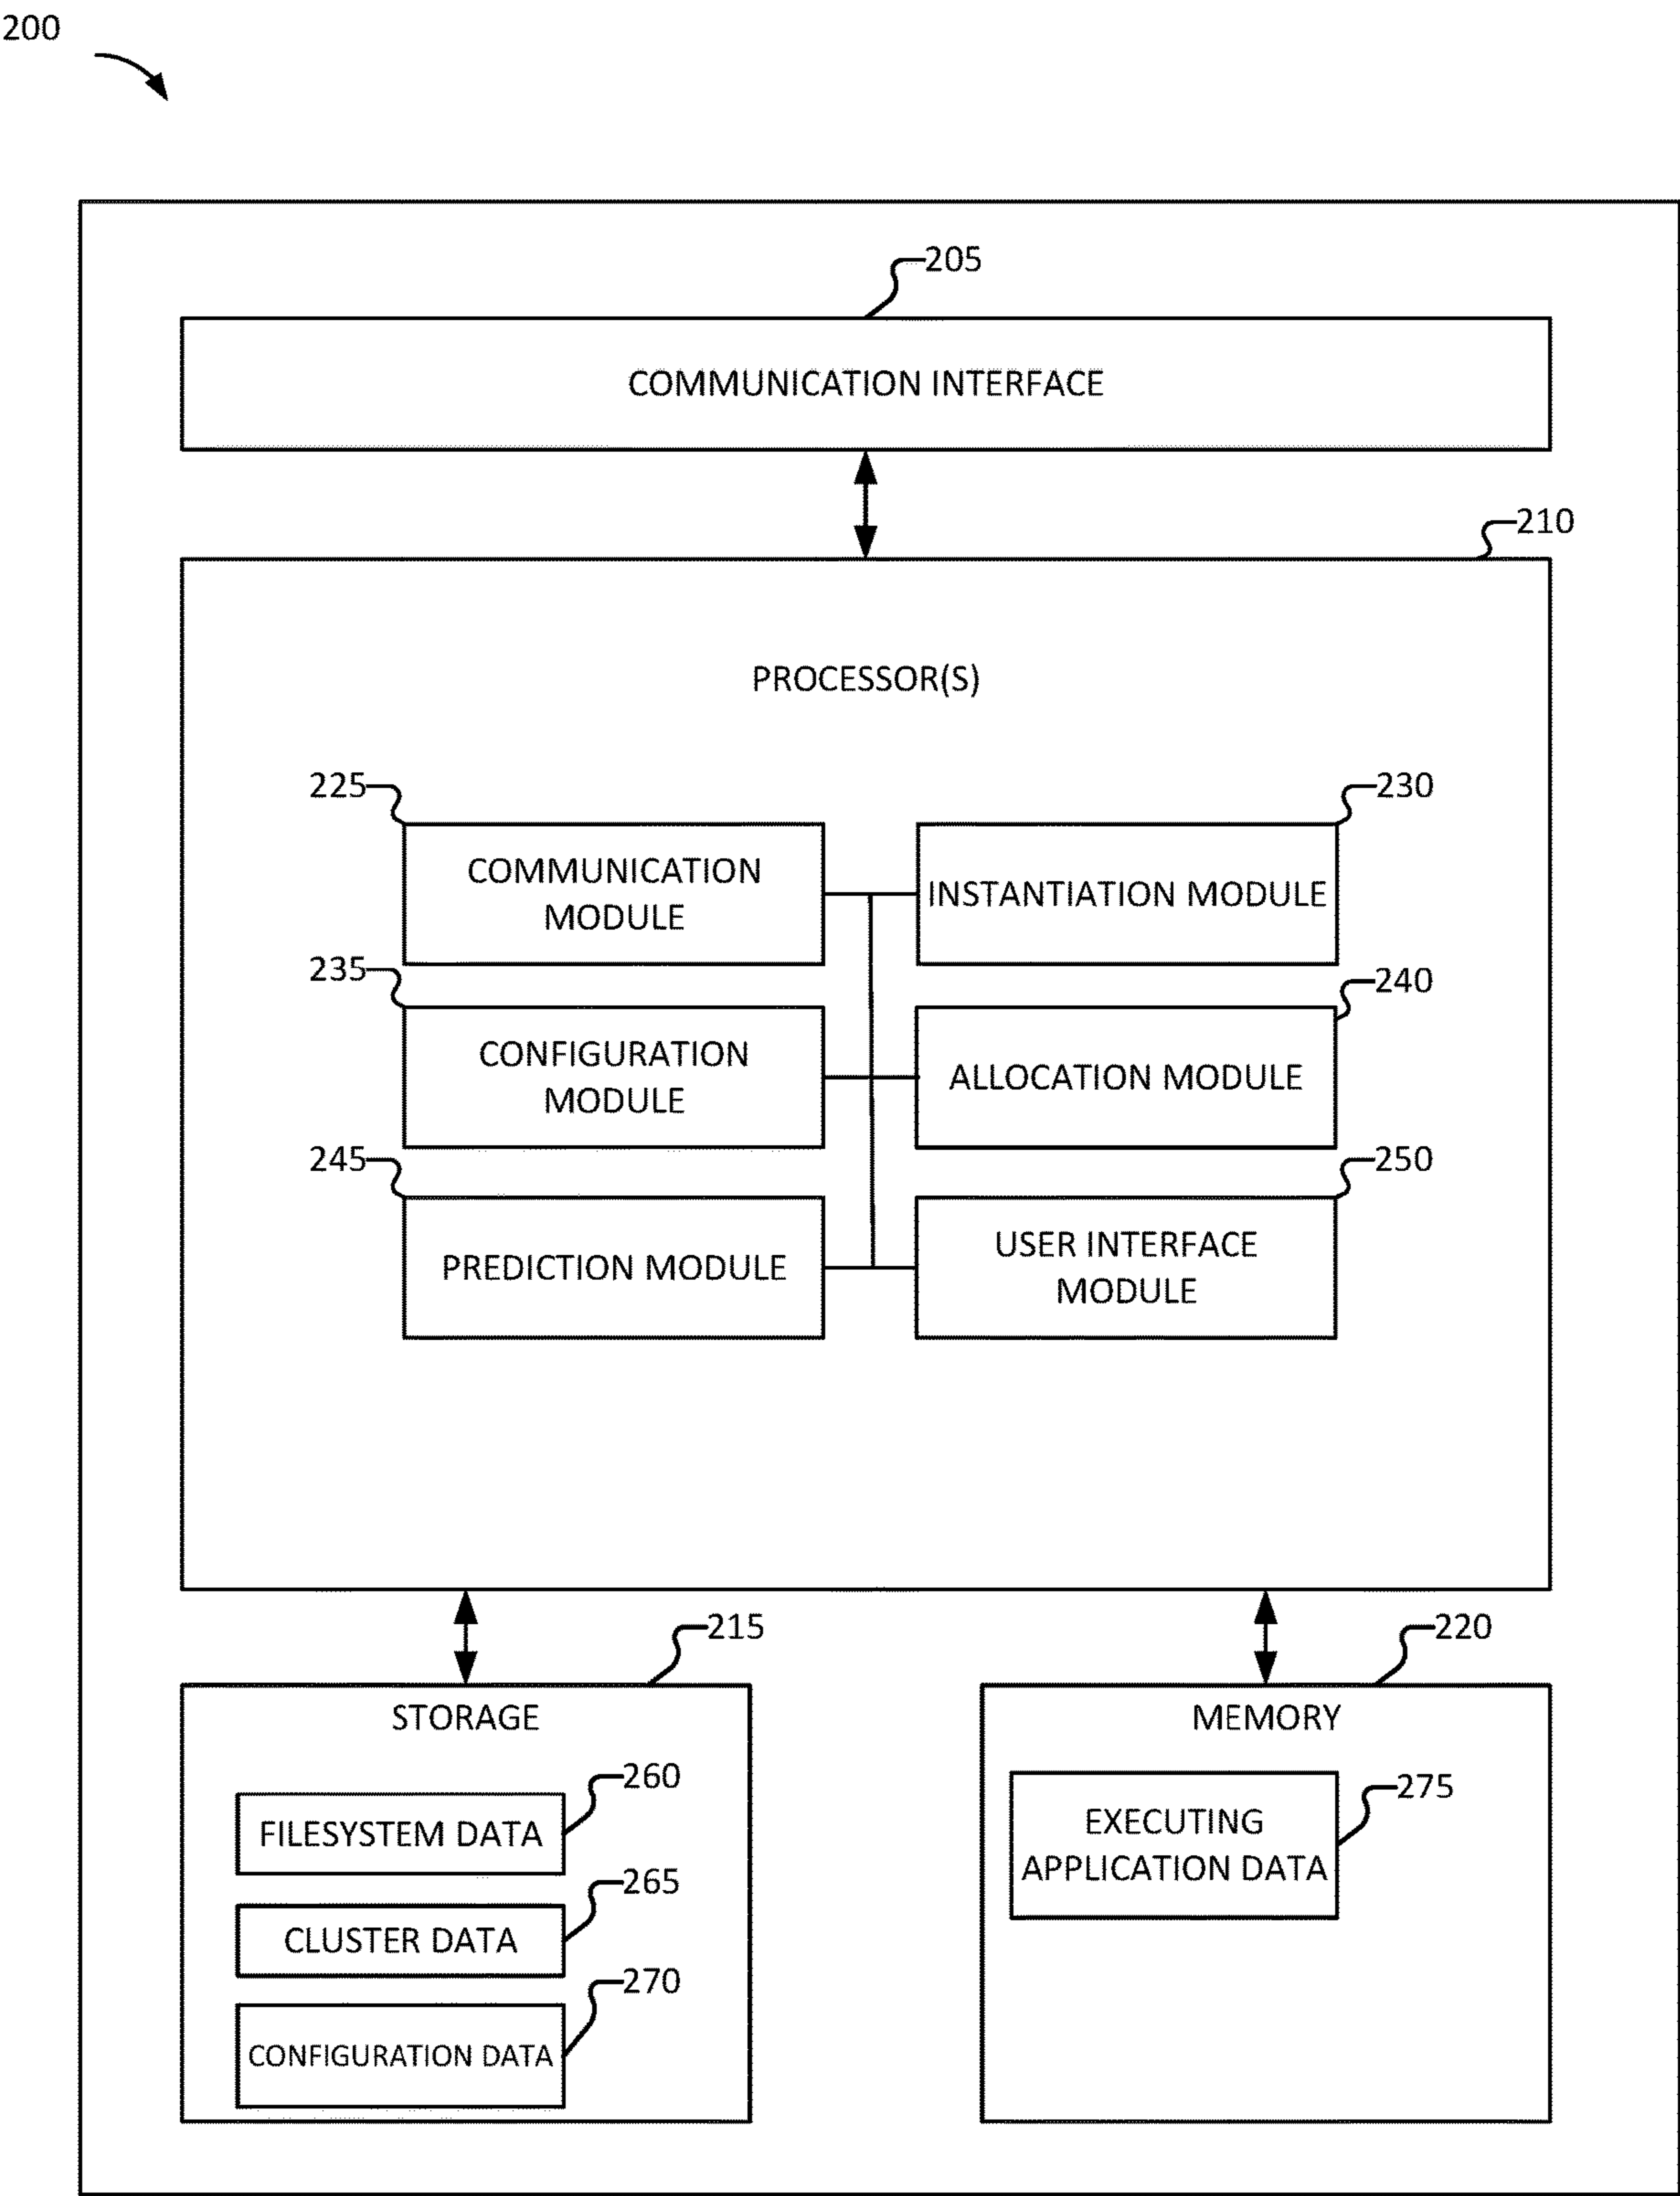 200
205
COMMUNICATION INTERFACE
210
PROCESSOR(S)
225
230
COMMUNICATION
MODULE
INSTANTIATION MODULE
235
240
CONFIGURATION
MODULE
ALLOCATION MODULE
245
250
PREDICTION MODULE
USER INTERFACE
MODULE
215
220
STORAGE
MEMORY
260
FILESYSTEM DATA
265
CLUSTER DATA
270
CONFIGURATION DATA
275
EXECUTING
APPLICATION DATA